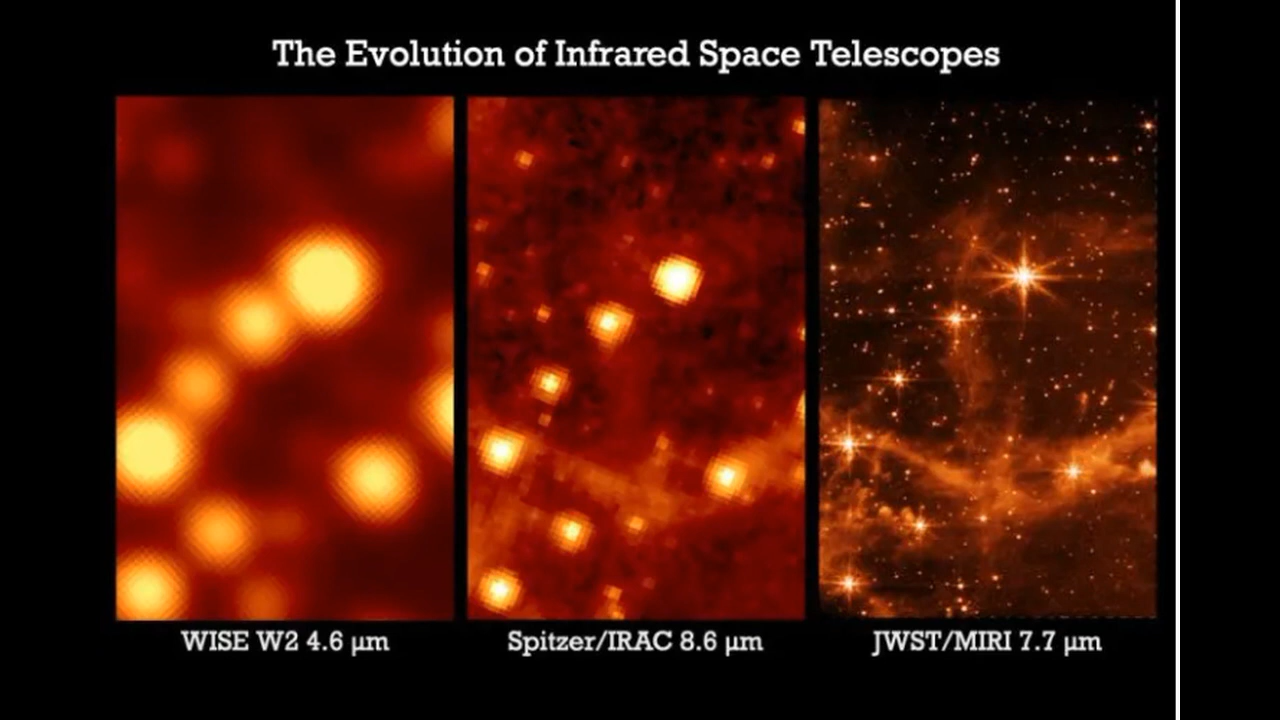 The Evolution of Infrared Space Telescopes
WISE W2 4.6 µm
Spitzer/IRAC 8.6 µm
JWST/MIRI 7.7 µm